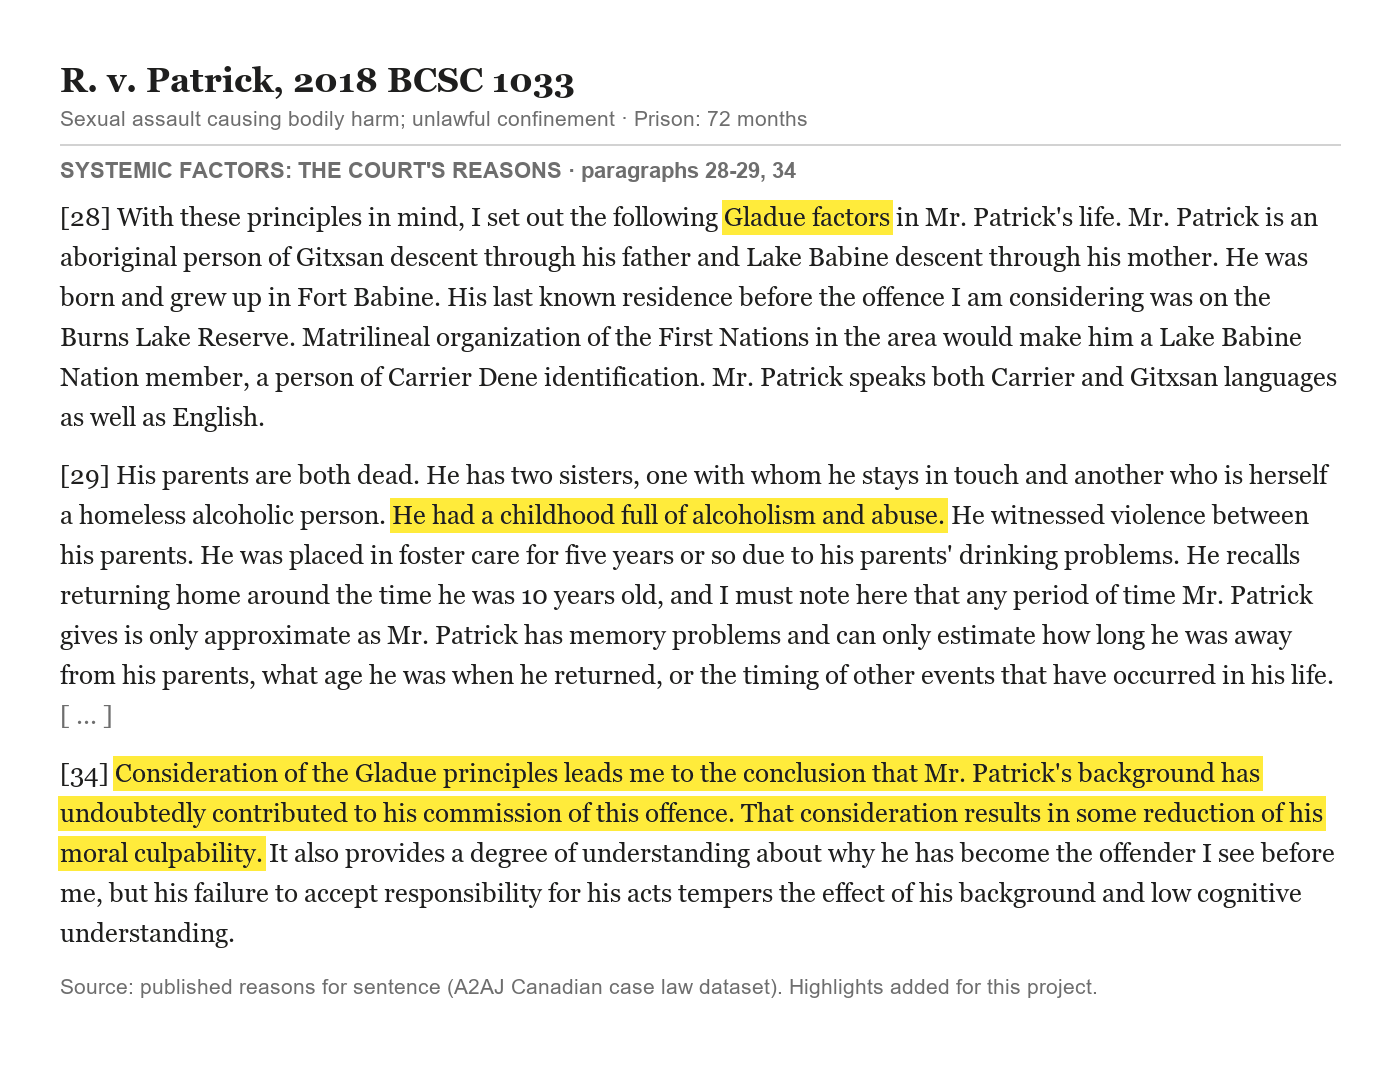 R. v. Patrick, 2018 BCSC 1033
Sexual assault causing bodily harm; unlawful confinement · Prison: 72 months
SYSTEMIC FACTORS: THE COURT'S REASONS · paragraphs 28-29, 34
[28] With these principles in mind, I set out the following Gladue factors in Mr. Patrick's life. Mr. Patrick is an
aboriginal person of Gitxsan descent through his father and Lake Babine descent through his mother. He was
born and grew up in Fort Babine. His last known residence before the offence I am considering was on the
Burns Lake Reserve. Matrilineal organization of the First Nations in the area would make him a Lake Babine
Nation member, a person of Carrier Dene identification. Mr. Patrick speaks both Carrier and Gitxsan languages
as well as English.
[29] His parents are both dead. He has two sisters, one with whom he stays in touch and another who is herself
a homeless alcoholic person. He had a childhood full of alcoholism and abuse. He witnessed violence between
his parents. He was placed in foster care for five years or so due to his parents' drinking problems. He recalls
returning home around the time he was 10 years old, and I must note here that any period of time Mr. Patrick
gives is only approximate as Mr. Patrick has memory problems and can only estimate how long he was away
from his parents, what age he was when he returned, or the timing of other events that have occurred in his life.
[ ... ]
[34] Consideration of the Gladue principles leads me to the conclusion that Mr. Patrick's background has
undoubtedly contributed to his commission of this offence. That consideration results in some reduction of his
moral culpability. It also provides a degree of understanding about why he has become the offender I see before
me, but his failure to accept responsibility for his acts tempers the effect of his background and low cognitive
understanding.
Source: published reasons for sentence (A2AJ Canadian case law dataset). Highlights added for this project.